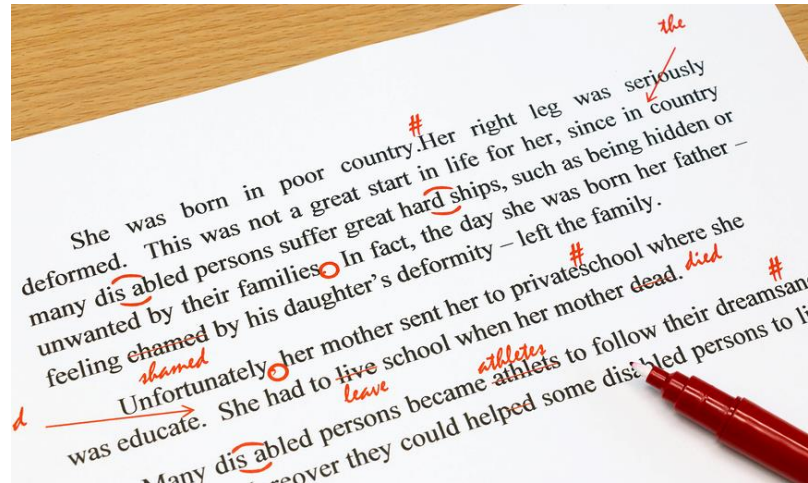 the
#
She was born in poor country.Her right leg was seriously
deformed. This was not a great start in life for her, since in country
many dis abled persons suffer great hard ships, such as being hidden or
unwanted by their families. In fact, the day she was born her father –
feeling chamed by his daughter's deformity – left the family.
shamed
#
Unfortunately, her mother sent her to privateschool where she
d
was educate. She had to live school when her mother dead. died
leave
athletes
#
Many dis abled persons became athlets to follow their dreamsand
they could helped some disabled persons to